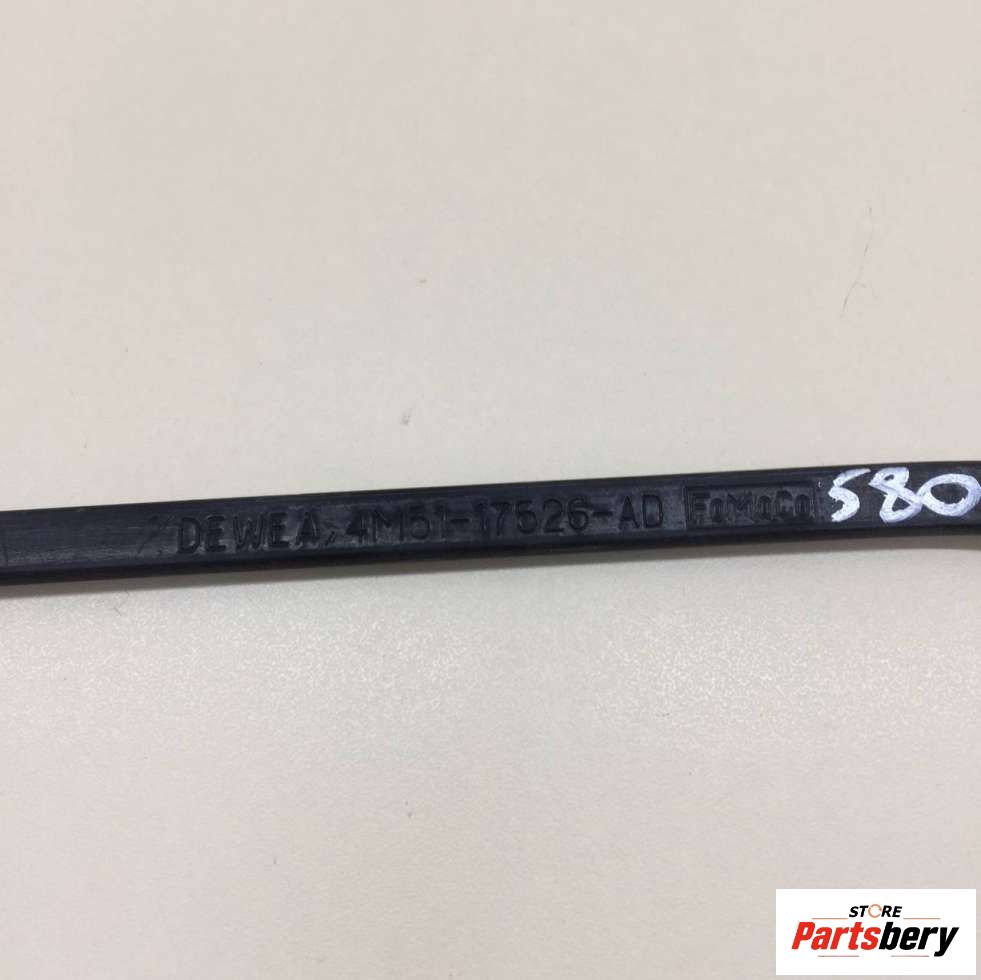 DEWEA 4M51-17526-AD FoMoCo 580
STORE
Partsbery